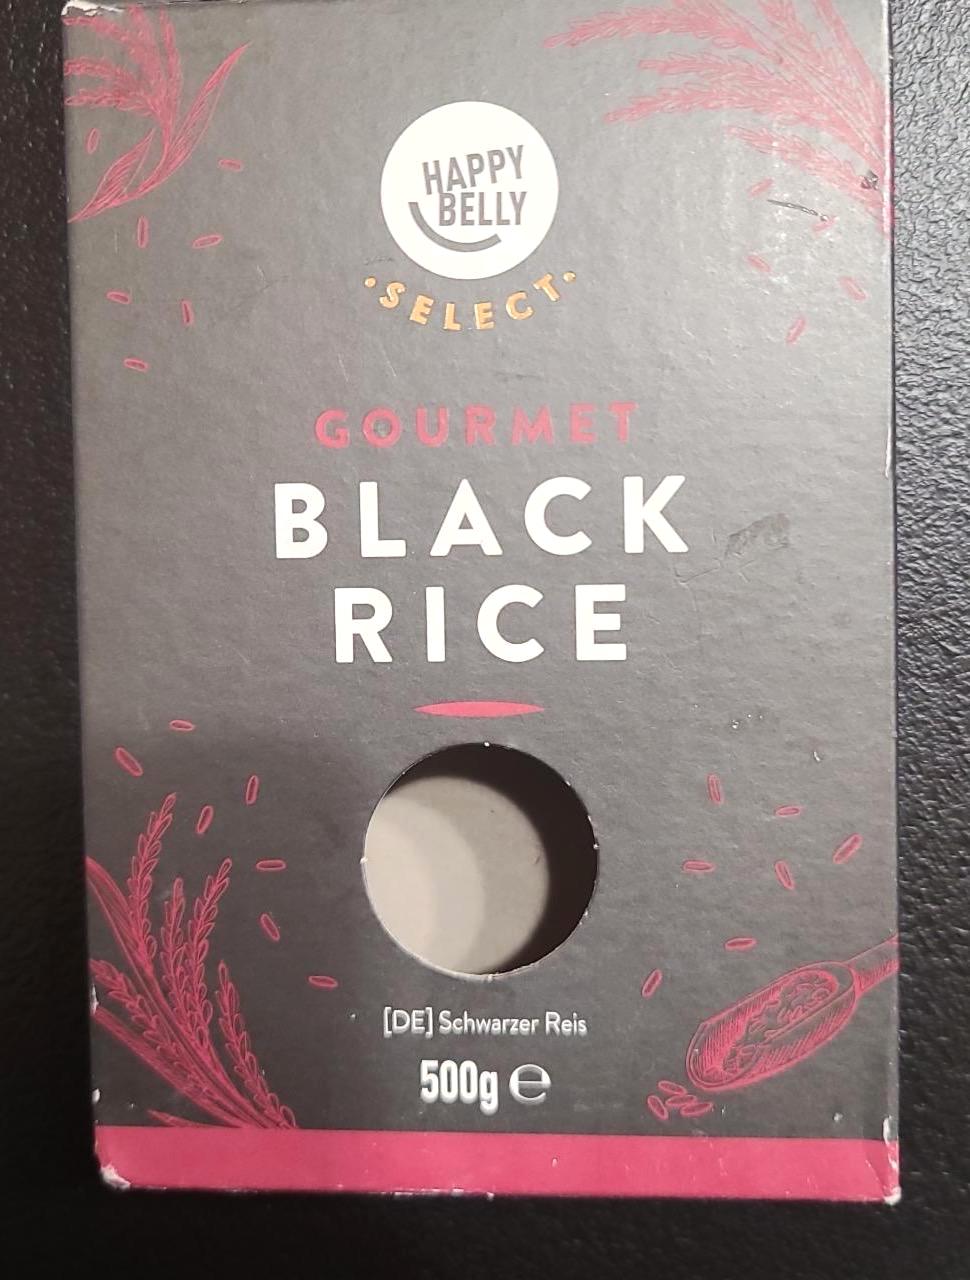 HAPPY
BELLY
·SELECT·
GOURMET
BLACK
RICE
[DE] Schwarzer Reis
500g ℮